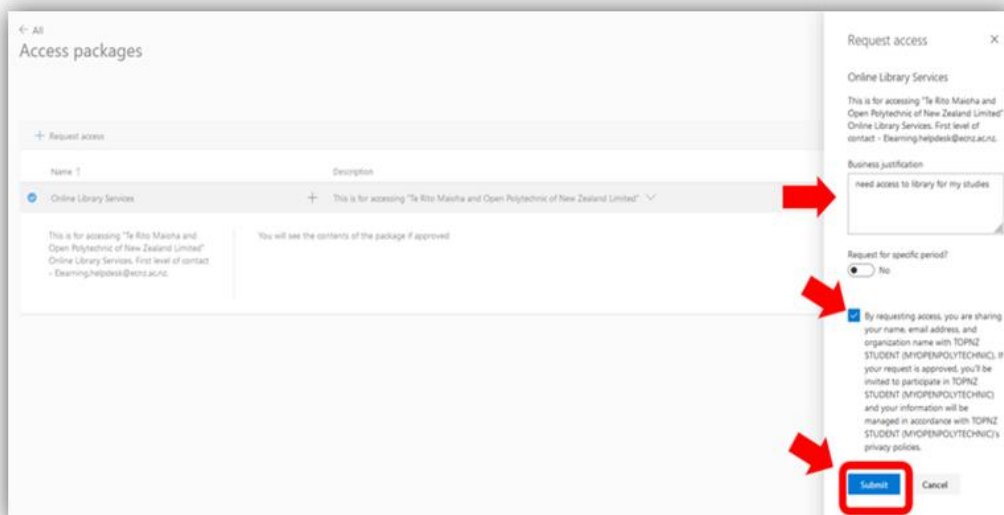 ← All
Access packages
+ Request access
Name ↑
Description
Online Library Services
This is for accessing "Te Rito Maioha and Open Polytechnic of New Zealand Limited"
This is for accessing "Te Rito Maioha and
Open Polytechnic of New Zealand Limited"
Online Library Services. First level of contact
- Elearning.helpdesk@ecnz.ac.nz.
You will see the contents of the package if approved
Request access
Online Library Services
This is for accessing "Te Rito Maioha and
Open Polytechnic of New Zealand Limited"
Online Library Services. First level of
contact - Elearning.helpdesk@ecnz.ac.nz.
Business justification
need access to library for my studies
Request for specific period?
No
By requesting access, you are sharing
your name, email address, and
organization name with TOPNZ
STUDENT (MYOPENPOLYTECHNIC). If
your request is approved, you'll be
invited to participate in TOPNZ
STUDENT (MYOPENPOLYTECHNIC)
and your information will be
managed in accordance with TOPNZ
STUDENT (MYOPENPOLYTECHNIC)'s
privacy policies.
Submit
Cancel